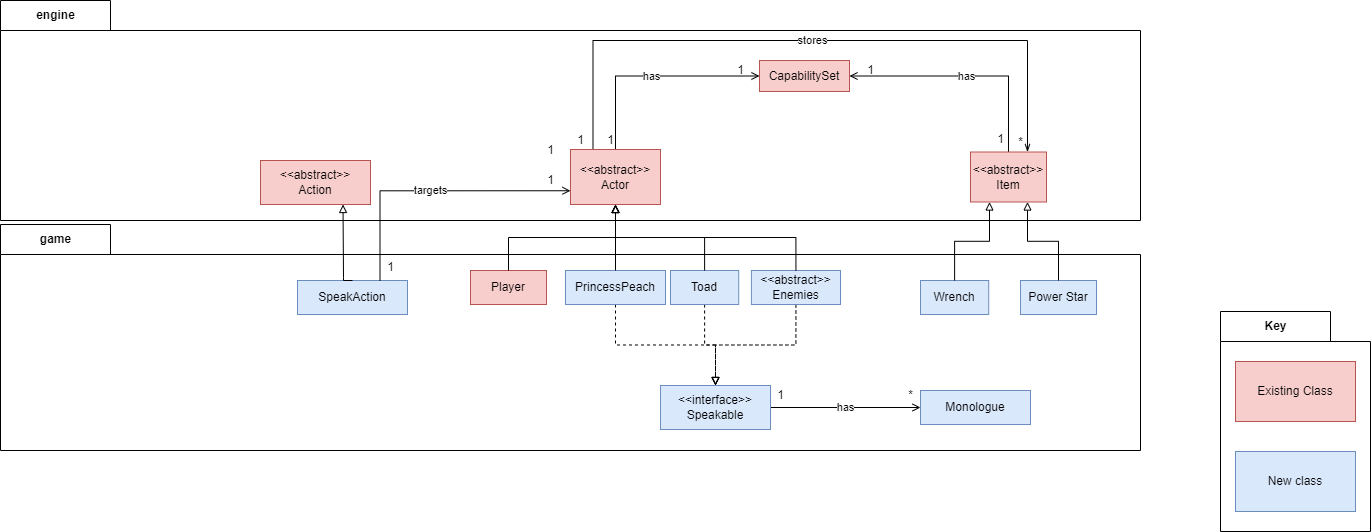 engine
stores
1
has
CapabilitySet
1
has
1
1
1
1
*
<<abstract>>
Action
1
targets
<<abstract>>
Actor
<<abstract>>
Item
game
1
SpeakAction
Player
PrincessPeach
Toad
<<abstract>>
Enemies
Wrench
Power Star
<<interface>>
Speakable
1
has
*
Monologue
Key
Existing Class
New class